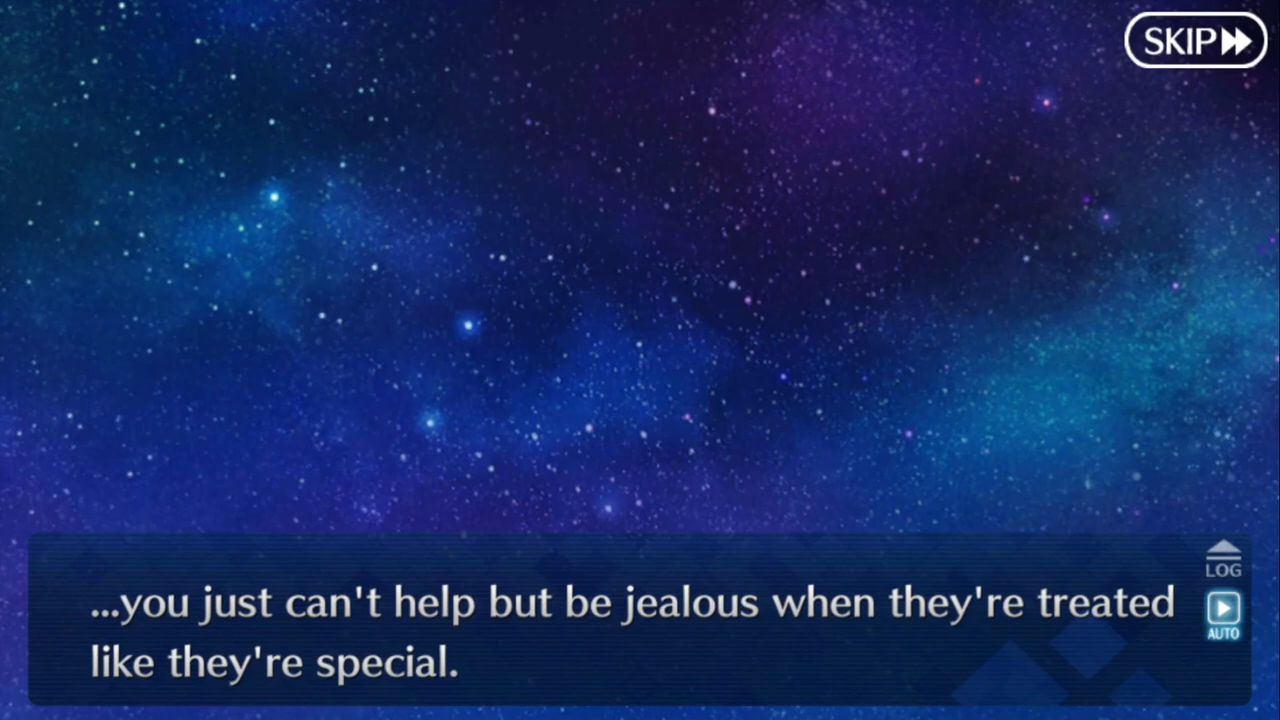 SKIP
...you just can't help but be jealous when they're treated
like they're special.
LOG
AUTO